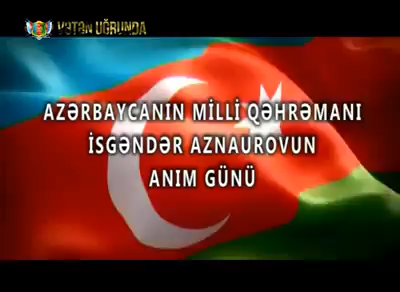 VƏTƏN UĞRUNDA
AZƏRBAYCANIN MİLLİ QƏHRƏMANI
İSGƏNDƏR AZNAUROVUN
ANIM GÜNÜ